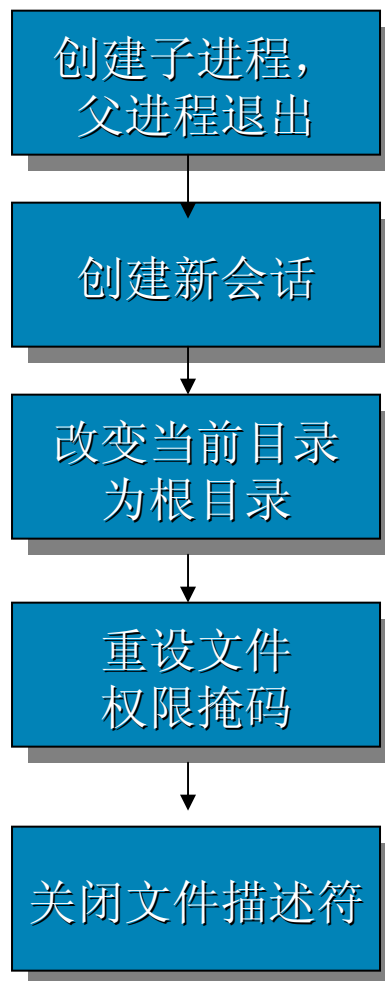 创建子进程，
父进程退出
创建新会话
改变当前目录
为根目录
重设文件
权限掩码
关闭文件描述符